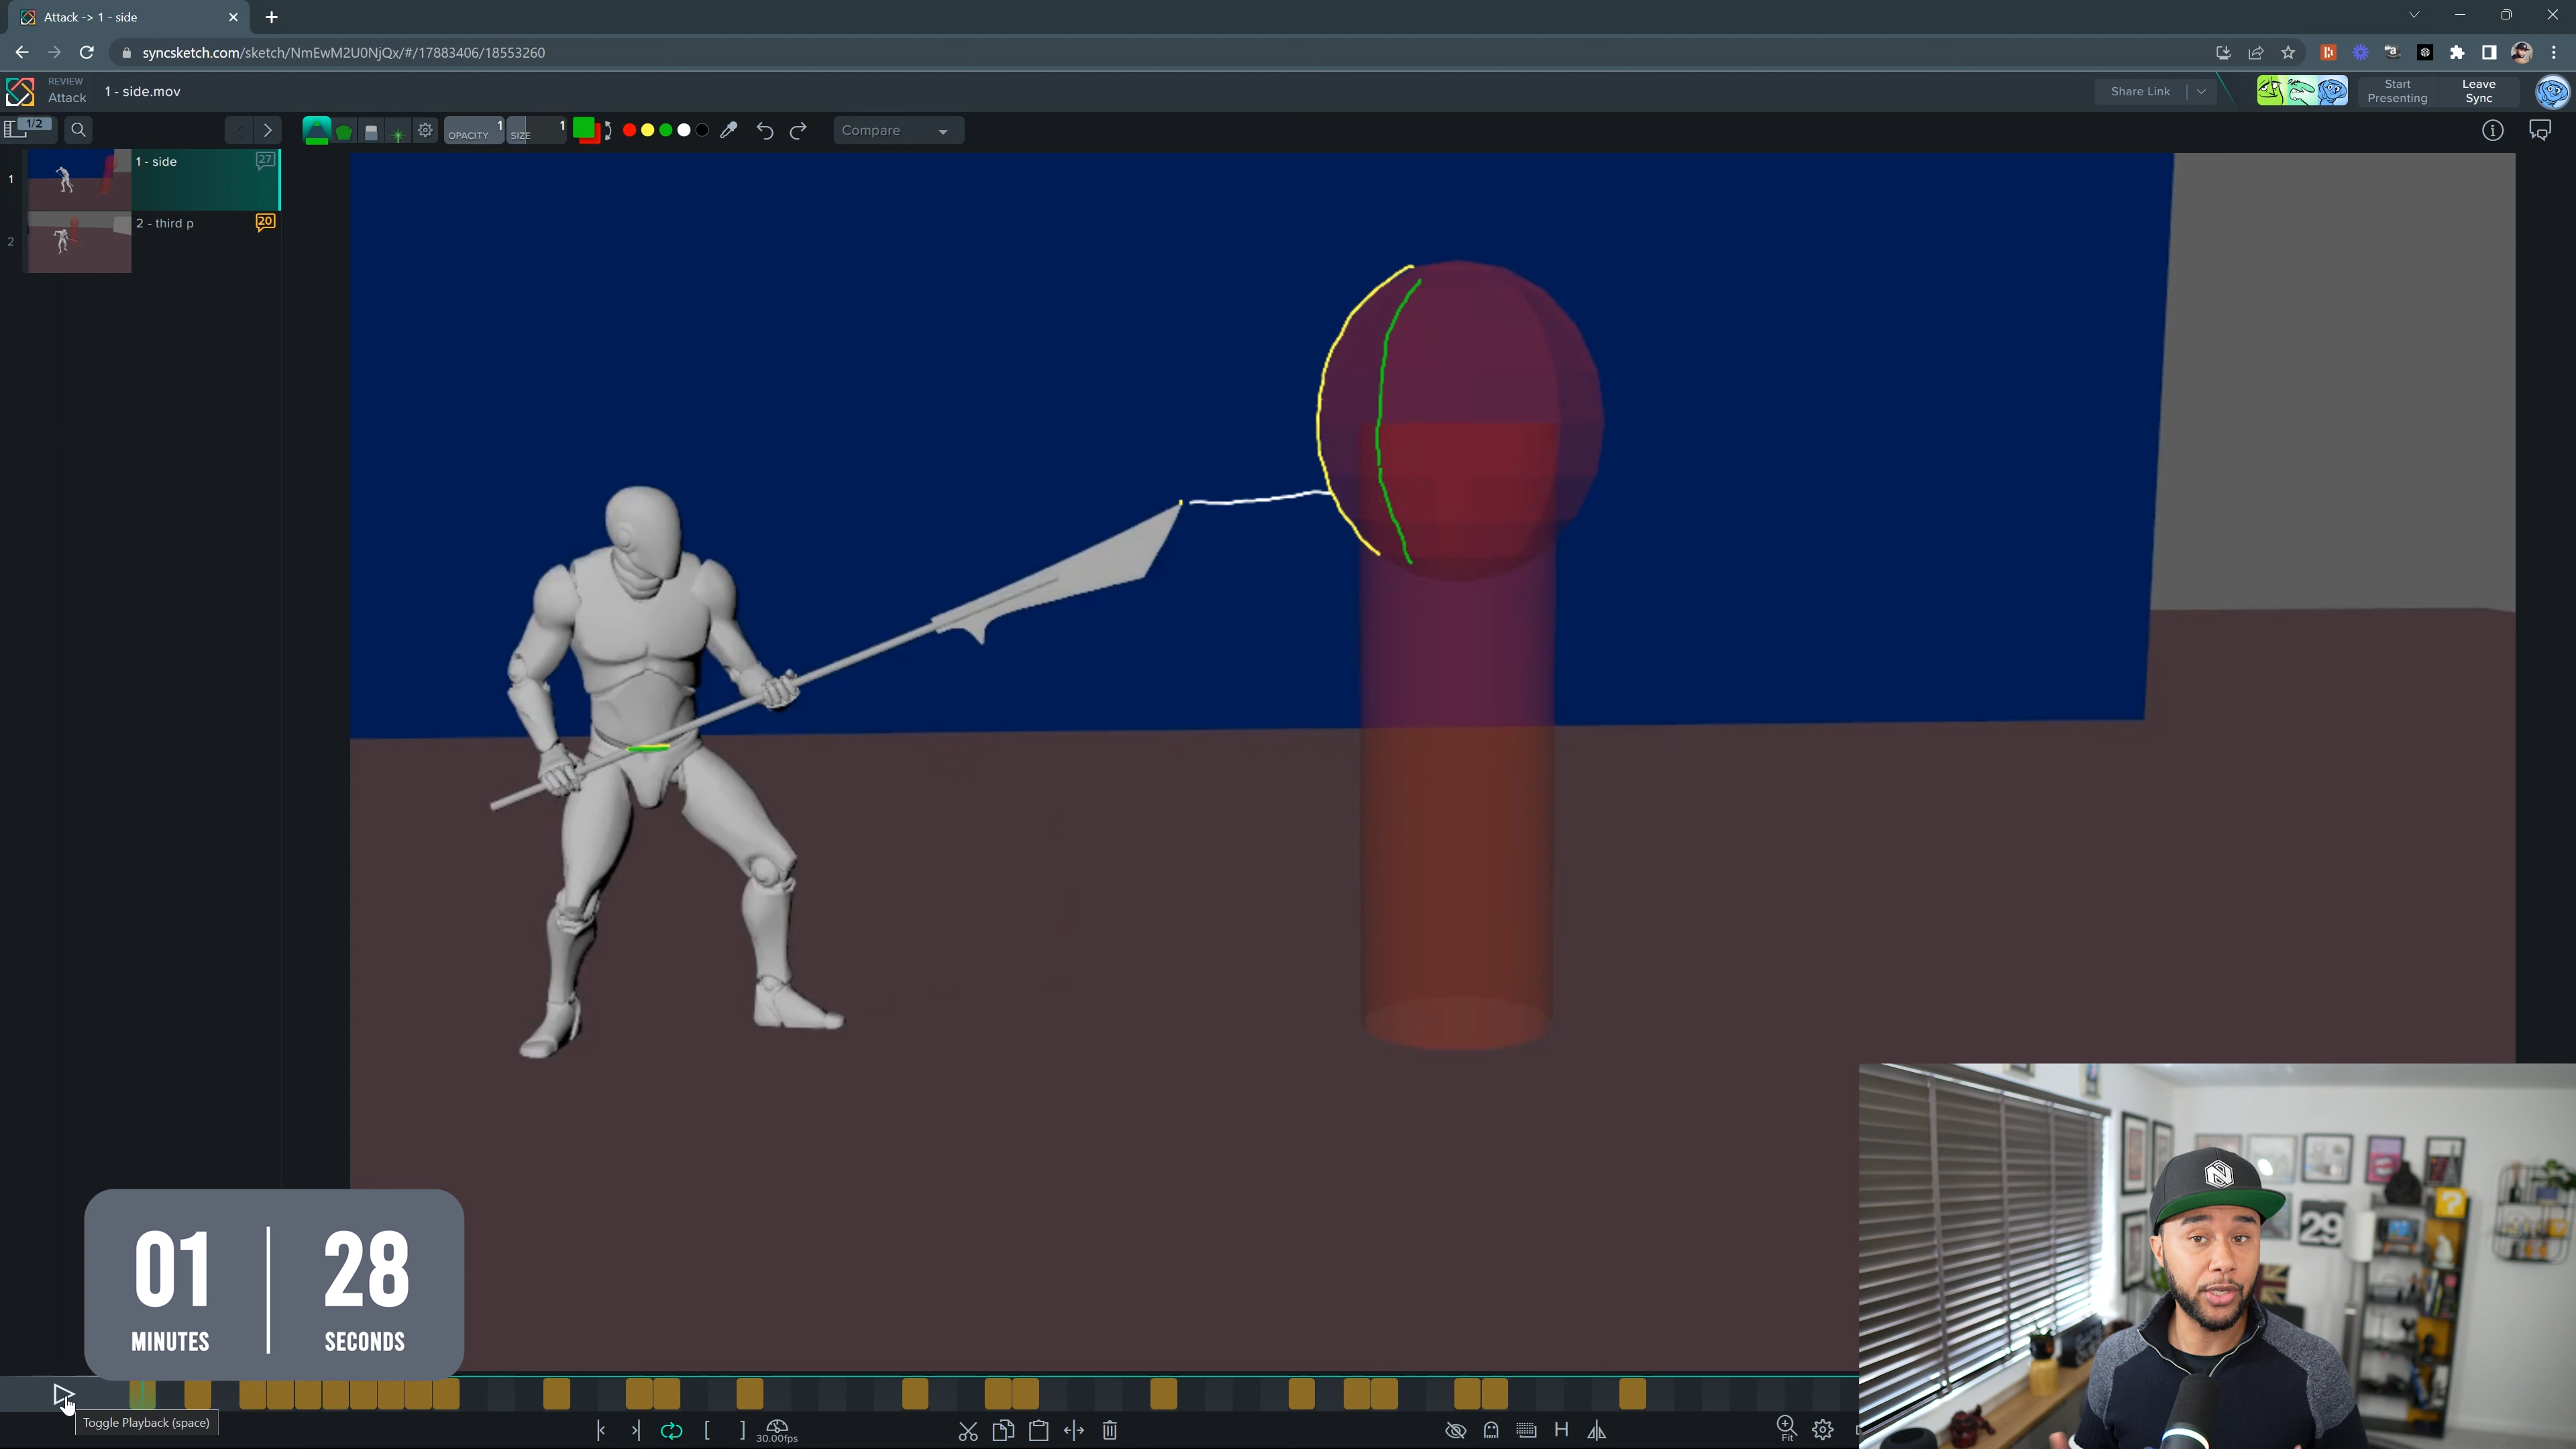 Attack -> 1 - side
syncsketch.com/sketch/NmEwM2U0NjQx/#/17883406/18553260
REVIEW
Attack
1 - side.mov
Share Link
Start
Presenting
Leave
Sync
1/2
OPACITY 1
SIZE 1
Compare
1
1 - side
27
2
2 - third p
20
01
MINUTES
28
SECONDS
29
Toggle Playback (space)
30.00fps
H
Fit